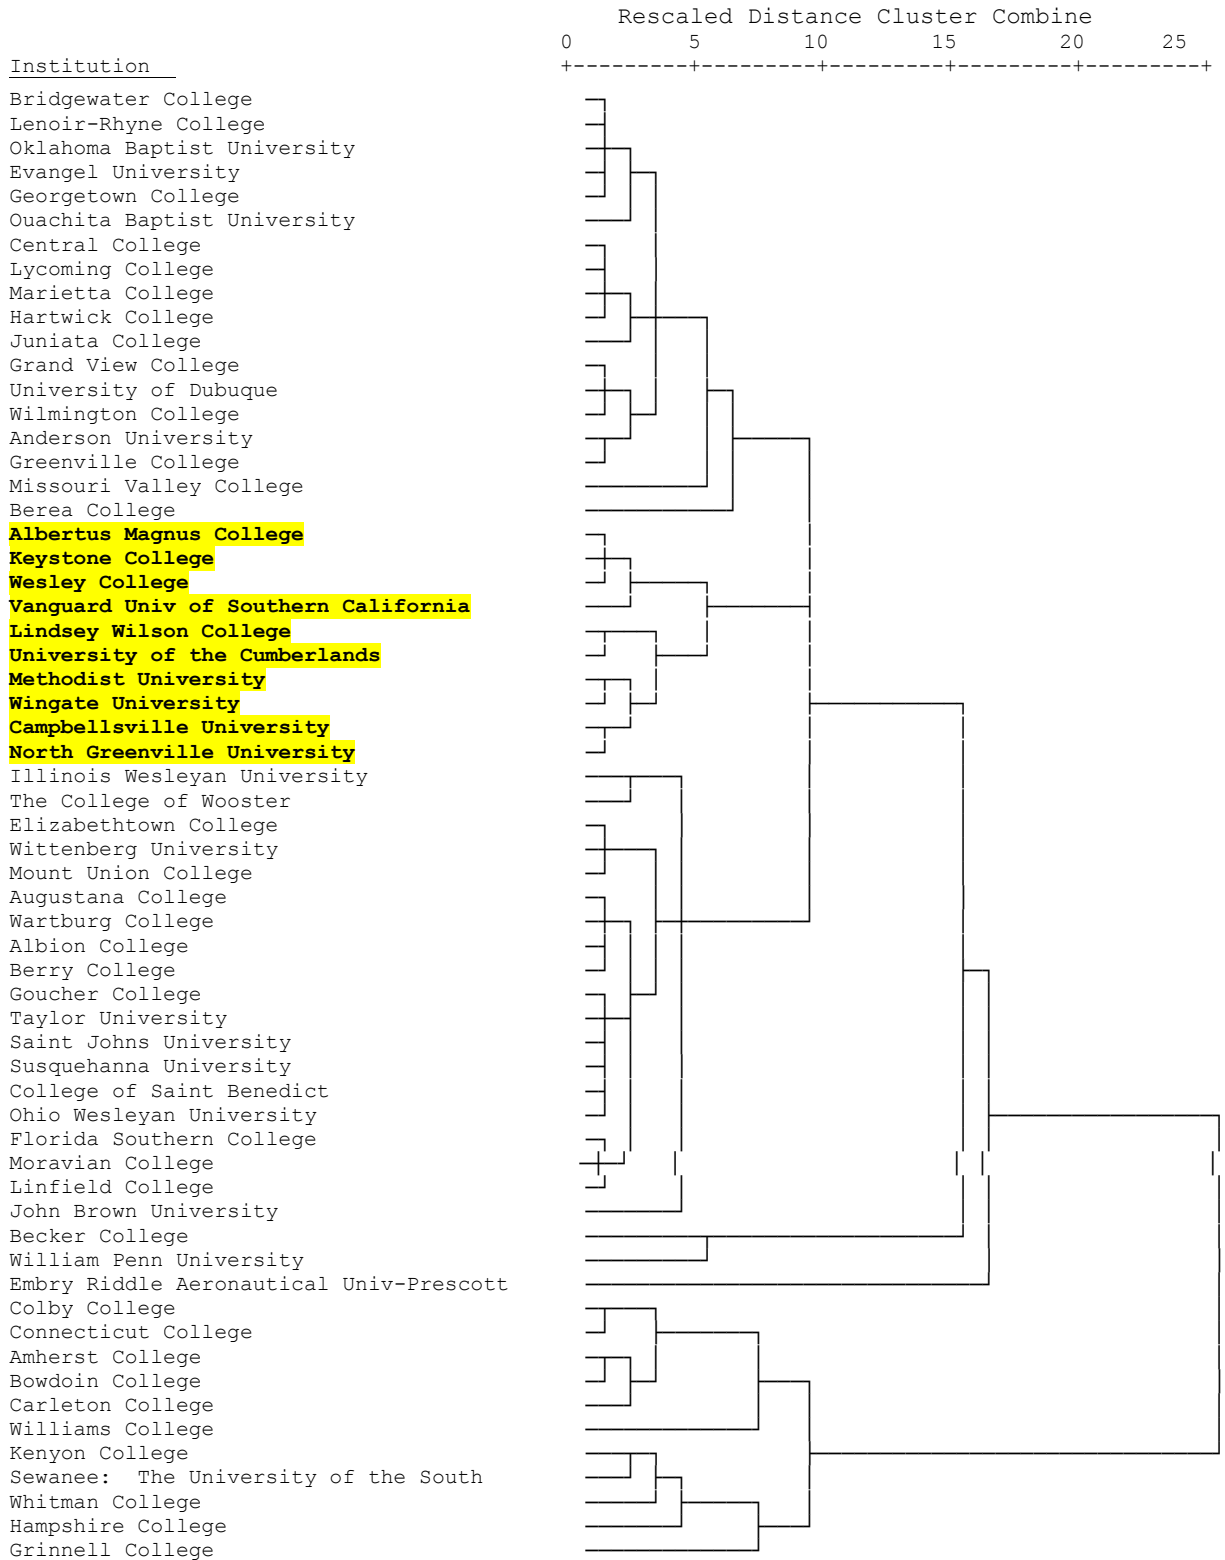 Rescaled Distance Cluster Combine
0 5 10 15 20 25
Institution +---------+---------+---------+---------+---------+
Bridgewater College
Lenoir-Rhyne College
Oklahoma Baptist University
Evangel University
Georgetown College
Ouachita Baptist University
Central College
Lycoming College
Marietta College
Hartwick College
Juniata College
Grand View College
University of Dubuque
Wilmington College
Anderson University
Greenville College
Missouri Valley College
Berea College
Albertus Magnus College
Keystone College
Wesley College
Vanguard Univ of Southern California
Lindsey Wilson College
University of the Cumberlands
Methodist University
Wingate University
Campbellsville University
North Greenville University
Illinois Wesleyan University
The College of Wooster
Elizabethtown College
Wittenberg University
Mount Union College
Augustana College
Wartburg College
Albion College
Berry College
Goucher College
Taylor University
Saint Johns University
Susquehanna University
College of Saint Benedict
Ohio Wesleyan University
Florida Southern College
Moravian College
Linfield College
John Brown University
Becker College
William Penn University
Embry Riddle Aeronautical Univ-Prescott
Colby College
Connecticut College
Amherst College
Bowdoin College
Carleton College
Williams College
Kenyon College
Sewanee: The University of the South
Whitman College
Hampshire College
Grinnell College